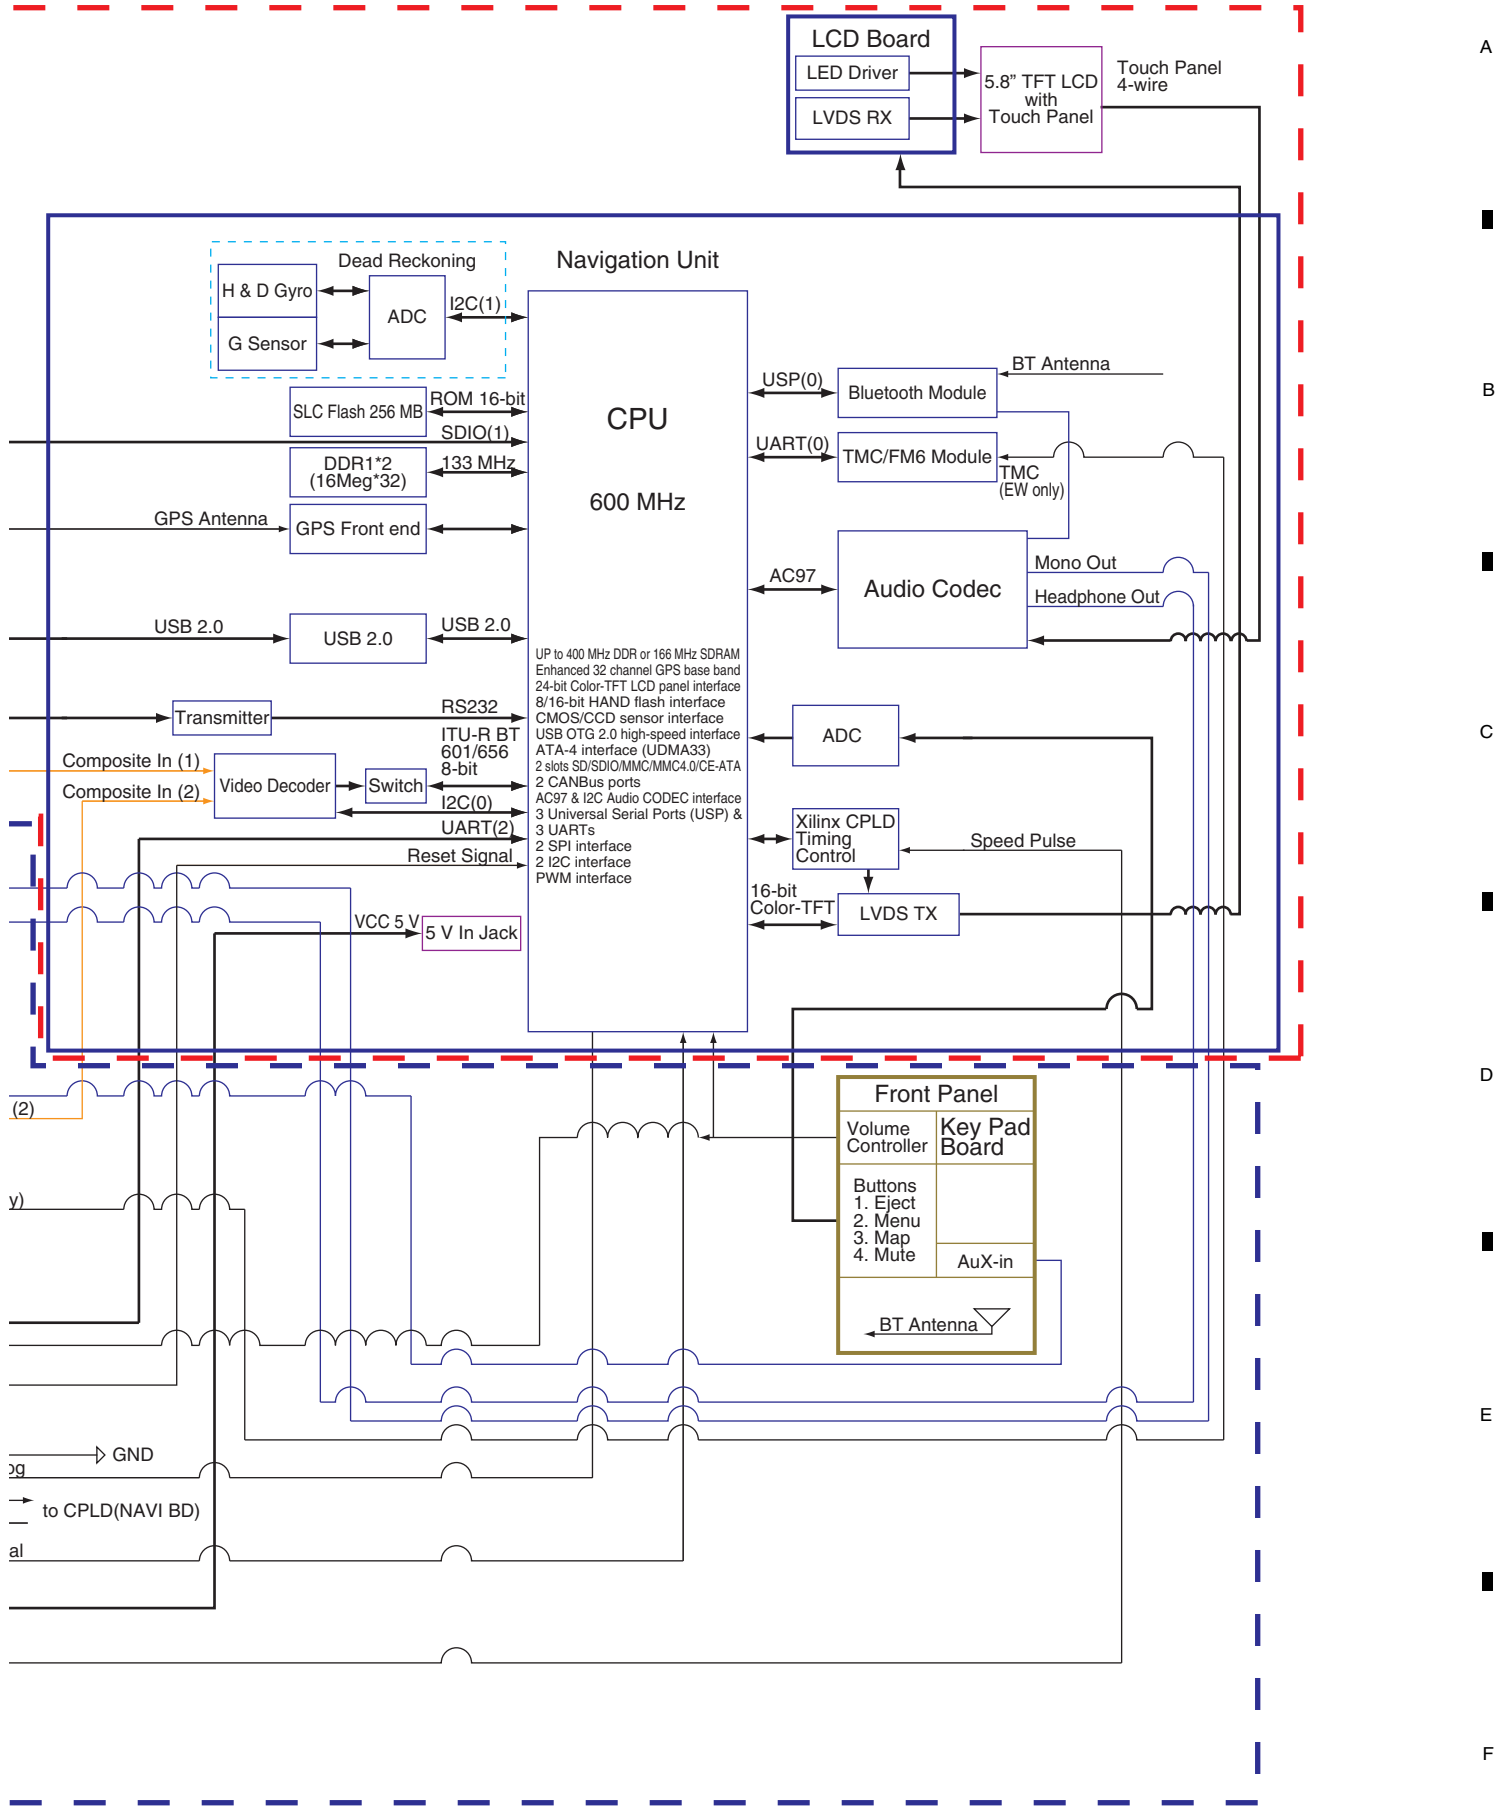 A
LCD Board
LED Driver
LVDS RX
5.8” TFT LCD
with
Touch Panel
Touch Panel
4-wire
Navigation Unit
Dead Reckoning
H & D Gyro
G Sensor
ADC
I2C(1)
B
SLC Flash 256 MB
ROM 16-bit
SDIO(1)
DDR1*2
(16Meg*32)
133 MHz
GPS Antenna
GPS Front end
CPU
600 MHz
USP(0)
Bluetooth Module
BT Antenna
UART(0)
TMC/FM6 Module
TMC
(EW only)
AC97
Audio Codec
Mono Out
Headphone Out
USB 2.0
USB 2.0
USB 2.0
UP to 400 MHz DDR or 166 MHz SDRAM
Enhanced 32 channel GPS base band
24-bit Color-TFT LCD panel interface
8/16-bit HAND flash interface
CMOS/CCD sensor interface
USB OTG 2.0 high-speed interface
ATA-4 interface (UDMA33)
2 slots SD/SDIO/MMC/MMC4.0/CE-ATA
2 CANBus ports
AC97 & I2C Audio CODEC interface
3 Universal Serial Ports (USP) &
3 UARTs
2 SPI interface
2 I2C interface
PWM interface
Transmitter
RS232
ITU-R BT
601/656
8-bit
Composite In (1)
Composite In (2)
Video Decoder
Switch
I2C(0)
UART(2)
Reset Signal
VCC 5 V
5 V In Jack
ADC
C
Xilinx CPLD
Timing
Control
Speed Pulse
16-bit
Color-TFT
LVDS TX
D
(2)
Front Panel
Volume
Controller
Key Pad
Board
Buttons
1. Eject
2. Menu
3. Map
4. Mute
AuX-in
BT Antenna
y)
E
GND
og
to CPLD(NAVI BD)
al
F